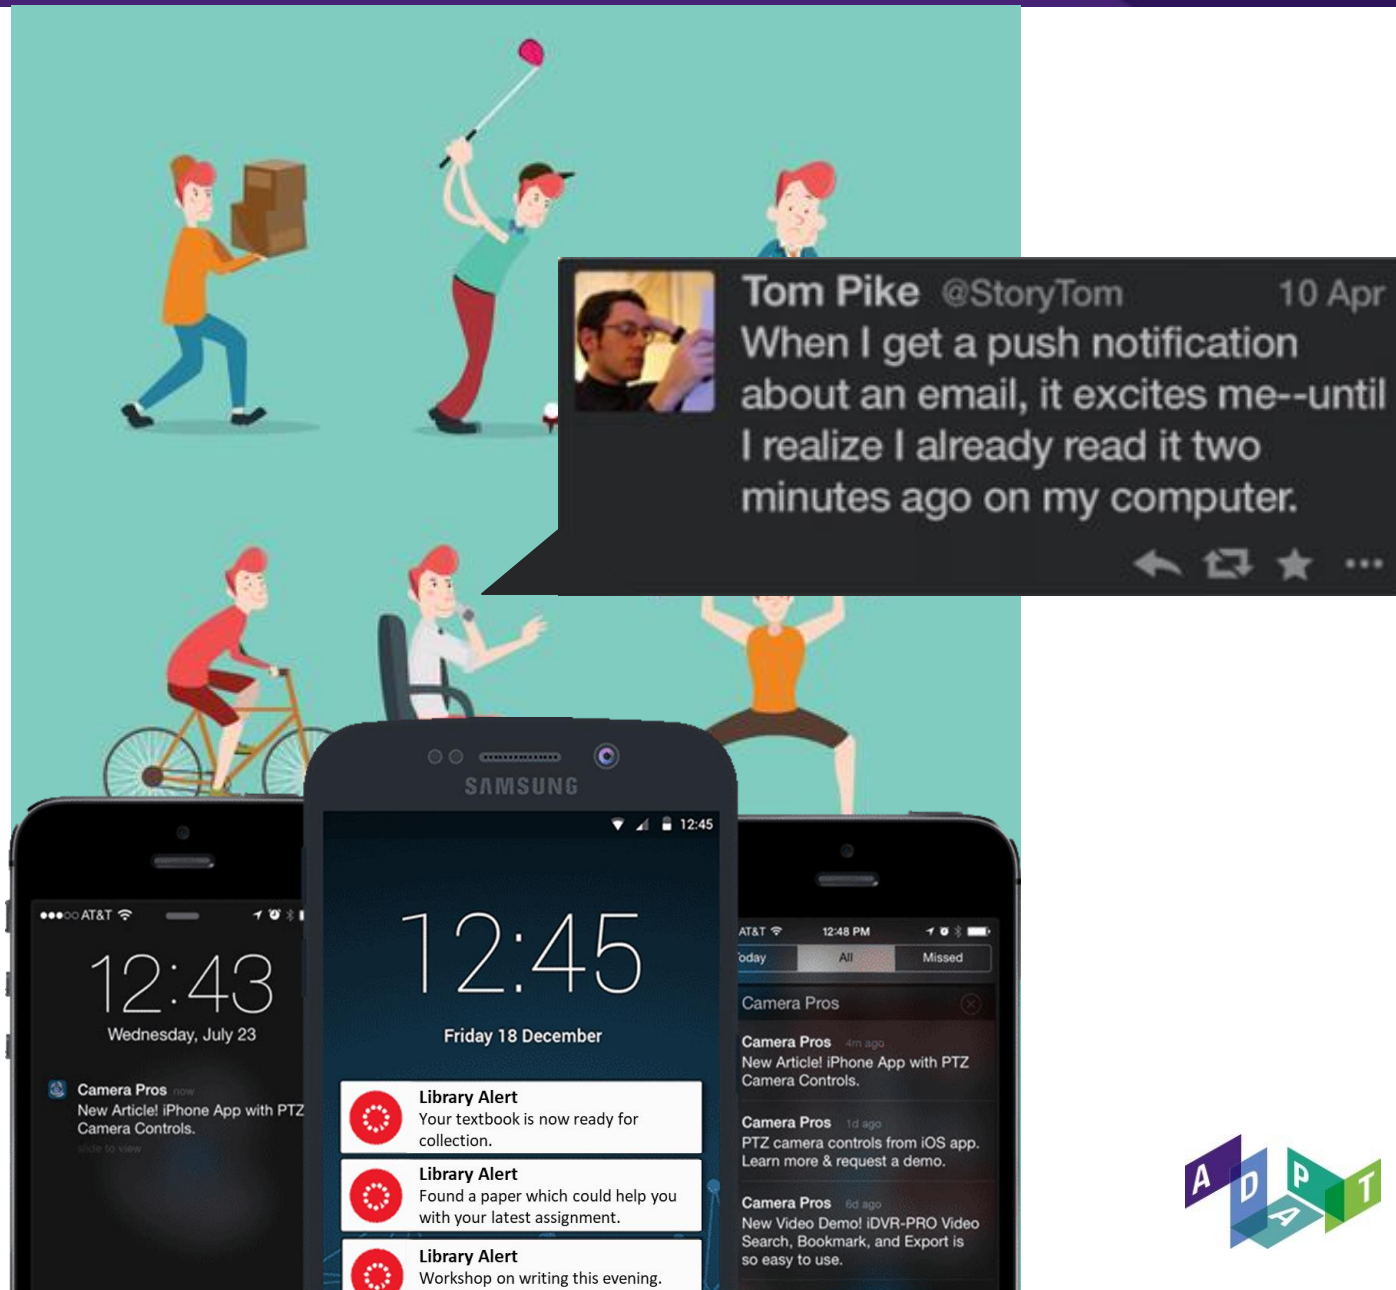 Tom Pike @StoryTom 10 Apr
When I get a push notification
about an email, it excites me--until
I realize I already read it two
minutes ago on my computer.
SAMSUNG
12:45
12:45
Friday 18 December
Library Alert
Your textbook is now ready for
collection.
Library Alert
Found a paper which could help you
with your latest assignment.
Library Alert
Workshop on writing this evening.
AT&T
12:43
Wednesday, July 23
Camera Pros now
New Article! iPhone App with PTZ
Camera Controls.
slide to view
AT&T 12:48 PM
oday All Missed
Camera Pros
Camera Pros 4m ago
New Article! iPhone App with PTZ
Camera Controls.
Camera Pros 1d ago
PTZ camera controls from iOS app.
Learn more & request a demo.
Camera Pros 6d ago
New Video Demo! iDVR-PRO Video
Search, Bookmark, and Export is
so easy to use.
ADAPT